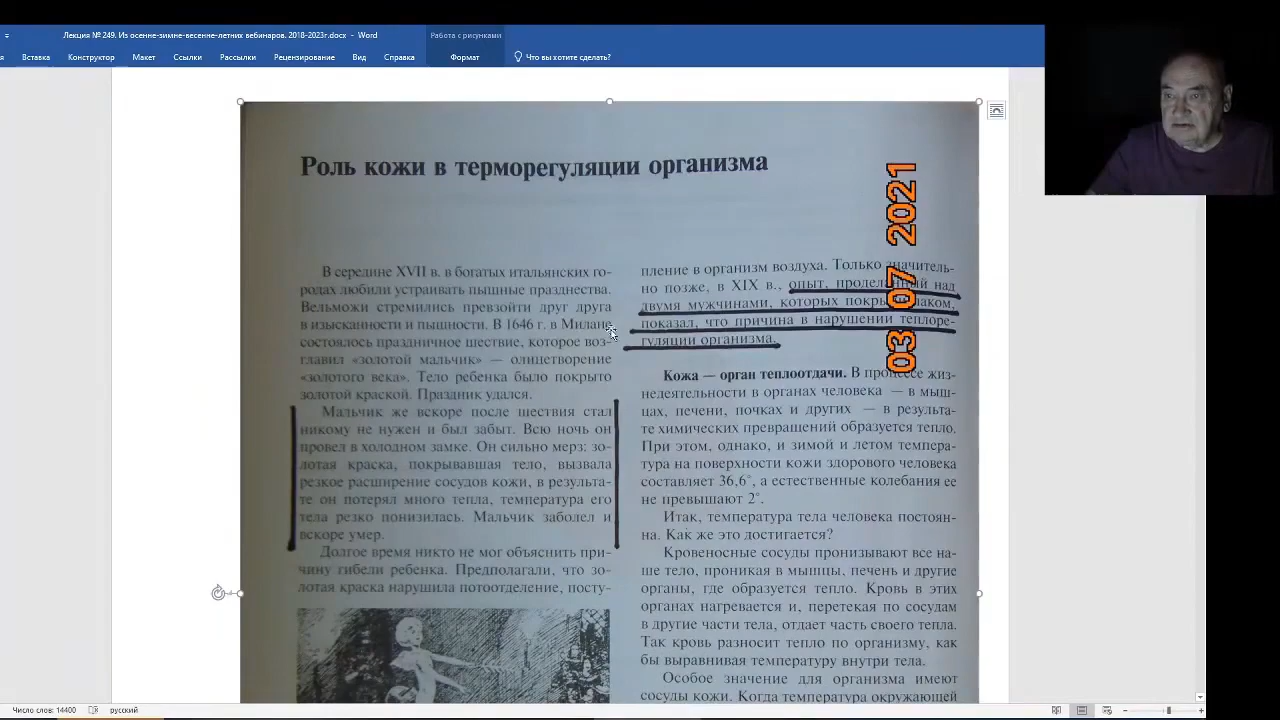 Лекция № 249. Из осенне-зимне-весенне-летних вебинаров. 2018-2023г.docx - Word
Работа с рисунками
Вставка Конструктор Макет Ссылки Рассылки Рецензирование Вид Справка Формат Что вы хотите сделать?
Роль кожи в терморегуляции организма
В середине XVII в. в богатых итальянских го-
родах любили устраивать пышные празднества.
Вельможи стремились превзойти друг друга
в изысканности и пышности. В 1646 г. в Милане
состоялось праздничное шествие, которое воз-
главил «золотой мальчик» — олицетворение
«золотого века». Тело ребенка было покрыто
золотой краской. Праздник удался.
Мальчик же вскоре после шествия стал
никому не нужен и был забыт. Всю ночь он
провел в холодном замке. Он сильно мерз: зо-
лотая краска, покрывавшая тело, вызвала
резкое расширение сосудов кожи, в результа-
те он потерял много тепла, температура его
тела резко понизилась. Мальчик заболел и
вскоре умер.
Долгое время никто не мог объяснить при-
чину гибели ребенка. Предполагали, что зо-
лотая краска нарушила потоотделение, посту-
пление в организм воздуха. Только значитель-
но позже, в XIX в., опыт, проделанный над
двумя мужчинами, которых покрыли лаком,
показал, что причина в нарушении теплоре-
гуляции организма.
Кожа — орган теплоотдачи. В процессе жиз-
недеятельности в органах человека — в мыш-
цах, печени, почках и других — в результа-
те химических превращений образуется тепло.
При этом, однако, и зимой и летом темпера-
тура на поверхности кожи здорового человека
составляет 36,6°, а естественные колебания ее
не превышают 2°.
Итак, температура тела человека постоян-
на. Как же это достигается?
Кровеносные сосуды пронизывают все на-
ше тело, проникая в мышцы, печень и другие
органы, где образуется тепло. Кровь в этих
органах нагревается и, перетекая по сосудам
в другие части тела, отдает часть своего тепла.
Так кровь разносит тепло по организму, как
бы выравнивая температуру внутри тела.
Особое значение для организма имеют
сосуды кожи. Когда температура окружающей
03 07 2021
Число слов: 14400 русский